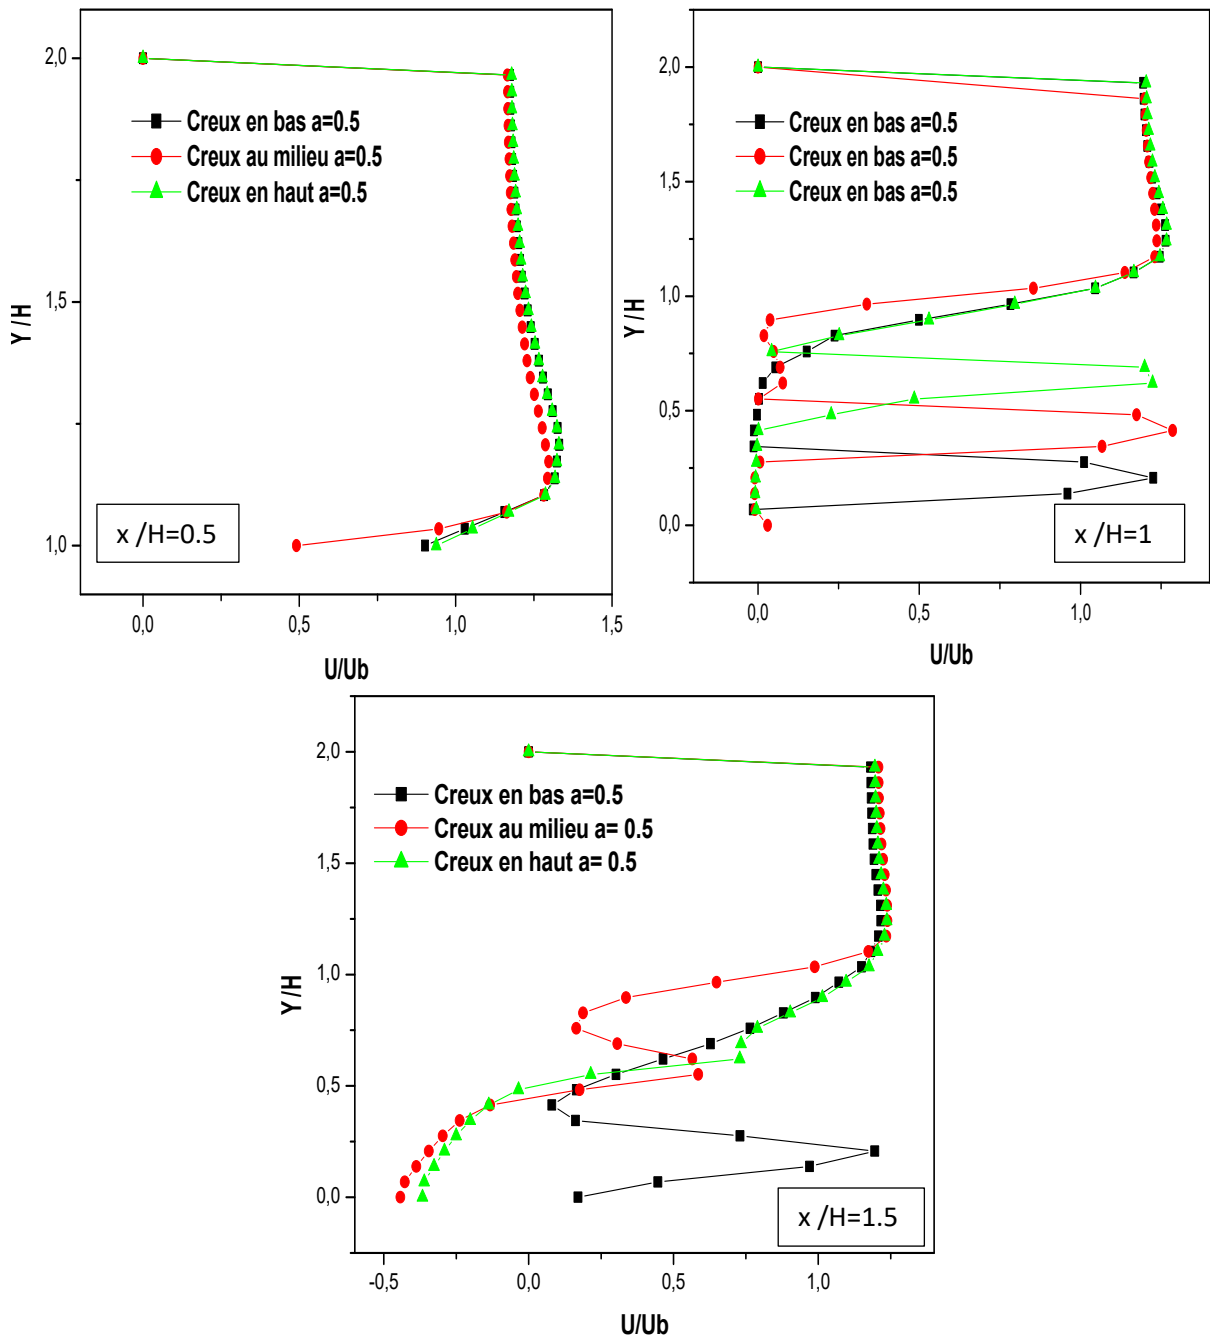 2,0
1,5
1,0
Y /H
Creux en bas a=0.5
Creux au milieu a=0.5
Creux en haut a=0.5
x /H=0.5
0,0
0,5
1,0
1,5
U/Ub
2,0
1,5
1,0
0,5
0,0
Y /H
Creux en bas a=0.5
Creux en bas a=0.5
Creux en bas a=0.5
x /H=1
0,0
0,5
1,0
U/Ub
2,0
1,5
1,0
0,5
0,0
Y /H
Creux en bas a=0.5
Creux au milieu a= 0.5
Creux en haut a= 0.5
x /H=1.5
-0,5
0,0
0,5
1,0
U/Ub